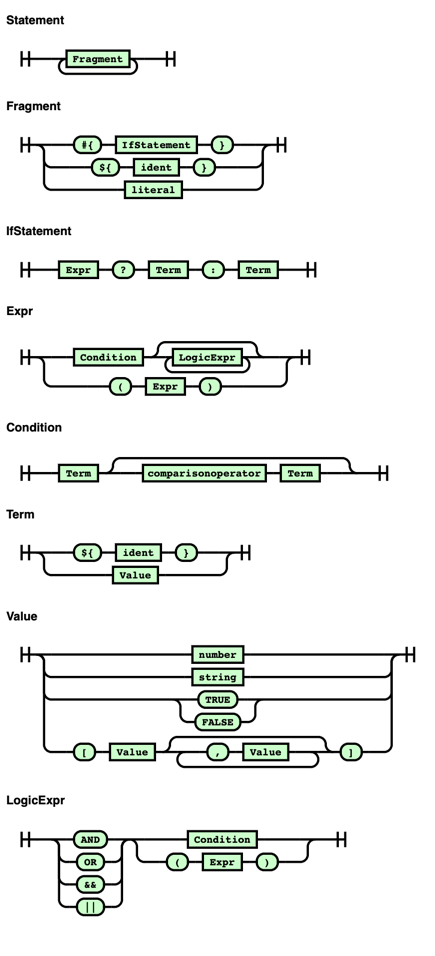 Statement
Fragment
Fragment
#{ IfStatement }
${ ident }
literal
IfStatement
Expr ? Term : Term
Expr
Condition LogicExpr
( Expr )
Condition
Term comparisonoperator Term
Term
${ ident }
Value
Value
number
string
TRUE
FALSE
[ Value , Value ]
LogicExpr
AND Condition
OR ( Expr )
&&
||